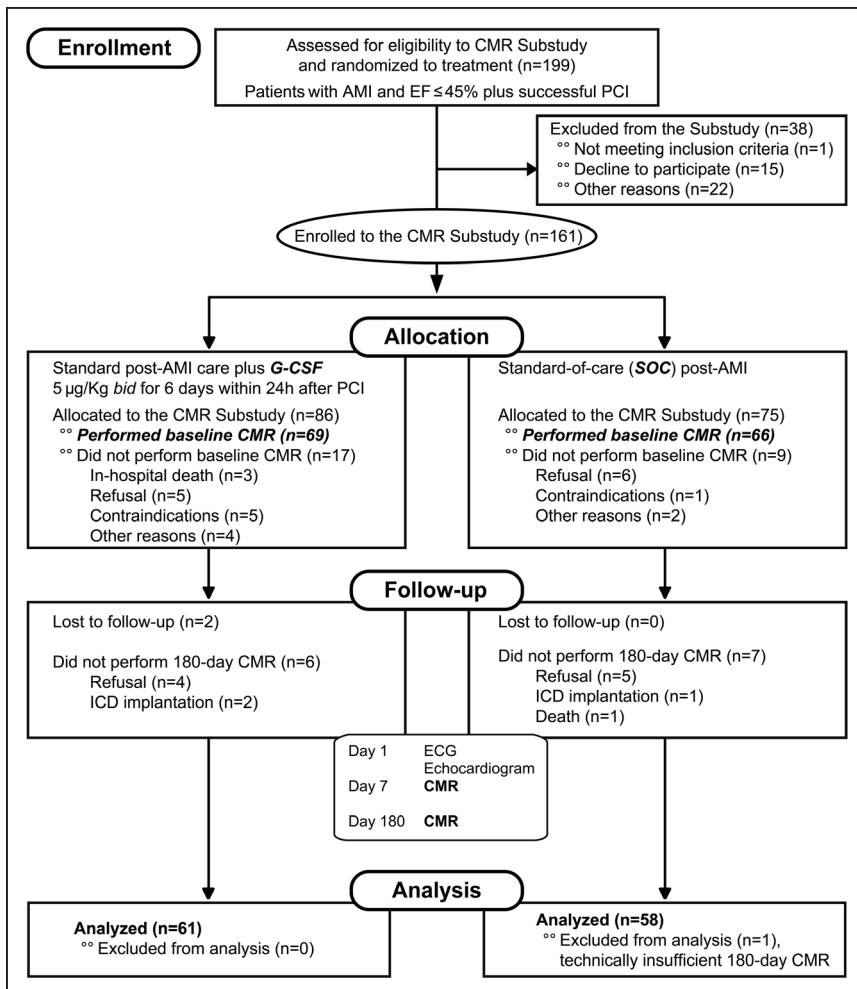 Enrollment
Assessed for eligibility to CMR Substudy
and randomized to treatment (n=199)
Patients with AMI and EF≤45% plus successful PCI
Excluded from the Substudy (n=38)
°° Not meeting inclusion criteria (n=1)
°° Decline to participate (n=15)
°° Other reasons (n=22)
Enrolled to the CMR Substudy (n=161)
Allocation
Standard post-AMI care plus G-CSF
5 µg/Kg bid for 6 days within 24h after PCI
Allocated to the CMR Substudy (n=86)
°° Performed baseline CMR (n=69)
°° Did not perform baseline CMR (n=17)
In-hospital death (n=3)
Refusal (n=5)
Contraindications (n=5)
Other reasons (n=4)
Standard-of-care (SOC) post-AMI
Allocated to the CMR Substudy (n=75)
°° Performed baseline CMR (n=66)
°° Did not perform baseline CMR (n=9)
Refusal (n=6)
Contraindications (n=1)
Other reasons (n=2)
Follow-up
Lost to follow-up (n=2)
Did not perform 180-day CMR (n=6)
Refusal (n=4)
ICD implantation (n=2)
Lost to follow-up (n=0)
Did not perform 180-day CMR (n=7)
Refusal (n=5)
ICD implantation (n=1)
Death (n=1)
Day 1 ECG
Echocardiogram
Day 7 CMR
Day 180 CMR
Analysis
Analyzed (n=61)
°° Excluded from analysis (n=0)
Analyzed (n=58)
°° Excluded from analysis (n=1),
technically insufficient 180-day CMR